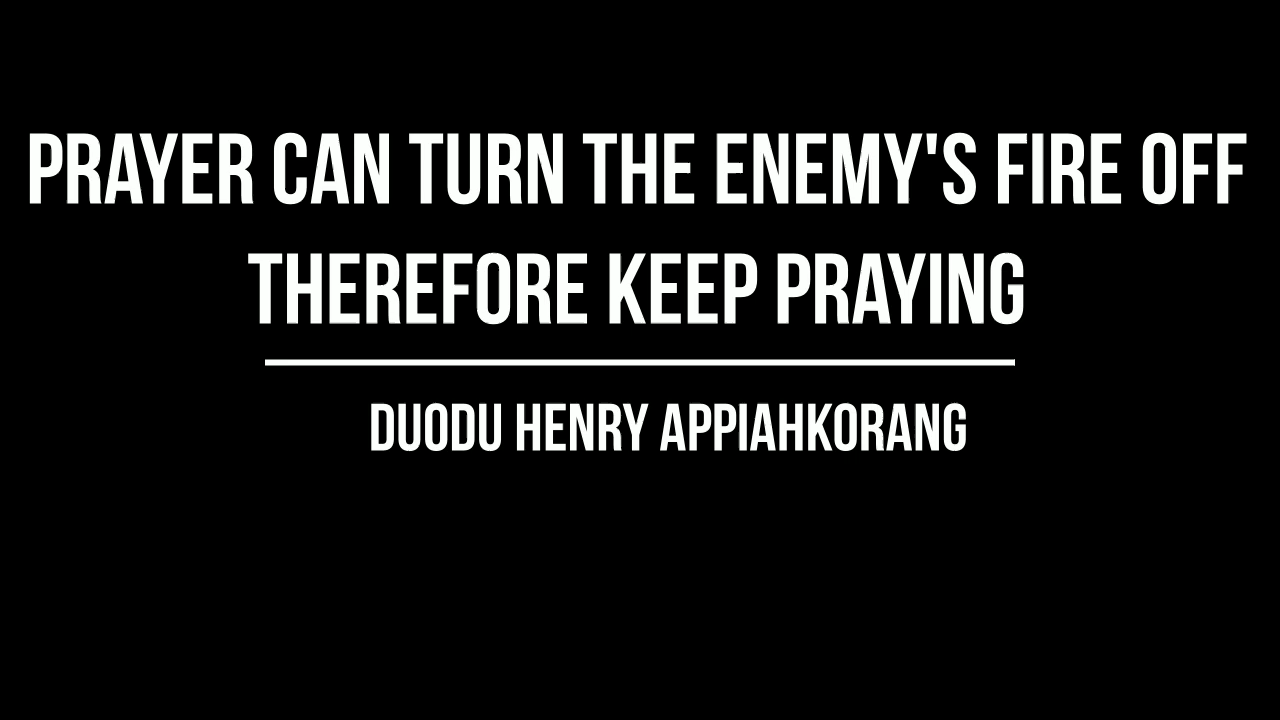 PRAYER CAN TURN THE ENEMY'S FIRE OFF
THEREFORE KEEP PRAYING
DUODU HENRY APPIAHKORANG